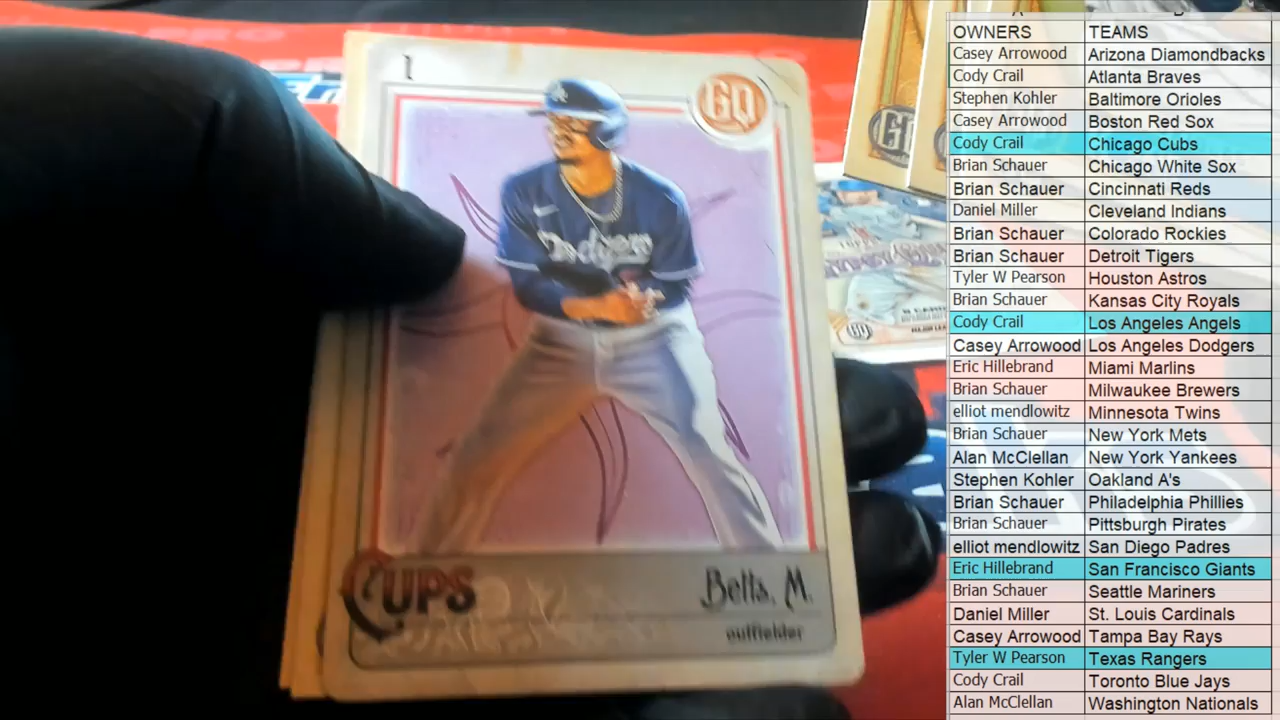 1
GQ
Dodgers
CUPS
Betts, M.
outfielder
GQ
OWNERS TEAMS
Casey Arrowood Arizona Diamondbacks
Cody Crail Atlanta Braves
Stephen Kohler Baltimore Orioles
Casey Arrowood Boston Red Sox
Cody Crail Chicago Cubs
Brian Schauer Chicago White Sox
Brian Schauer Cincinnati Reds
Daniel Miller Cleveland Indians
Brian Schauer Colorado Rockies
Brian Schauer Detroit Tigers
Tyler W Pearson Houston Astros
Brian Schauer Kansas City Royals
Cody Crail Los Angeles Angels
Casey Arrowood Los Angeles Dodgers
Eric Hillebrand Miami Marlins
Brian Schauer Milwaukee Brewers
elliot mendlowitz Minnesota Twins
Brian Schauer New York Mets
Alan McClellan New York Yankees
Stephen Kohler Oakland A's
Brian Schauer Philadelphia Phillies
Brian Schauer Pittsburgh Pirates
elliot mendlowitz San Diego Padres
Eric Hillebrand San Francisco Giants
Brian Schauer Seattle Mariners
Daniel Miller St. Louis Cardinals
Casey Arrowood Tampa Bay Rays
Tyler W Pearson Texas Rangers
Cody Crail Toronto Blue Jays
Alan McClellan Washington Nationals